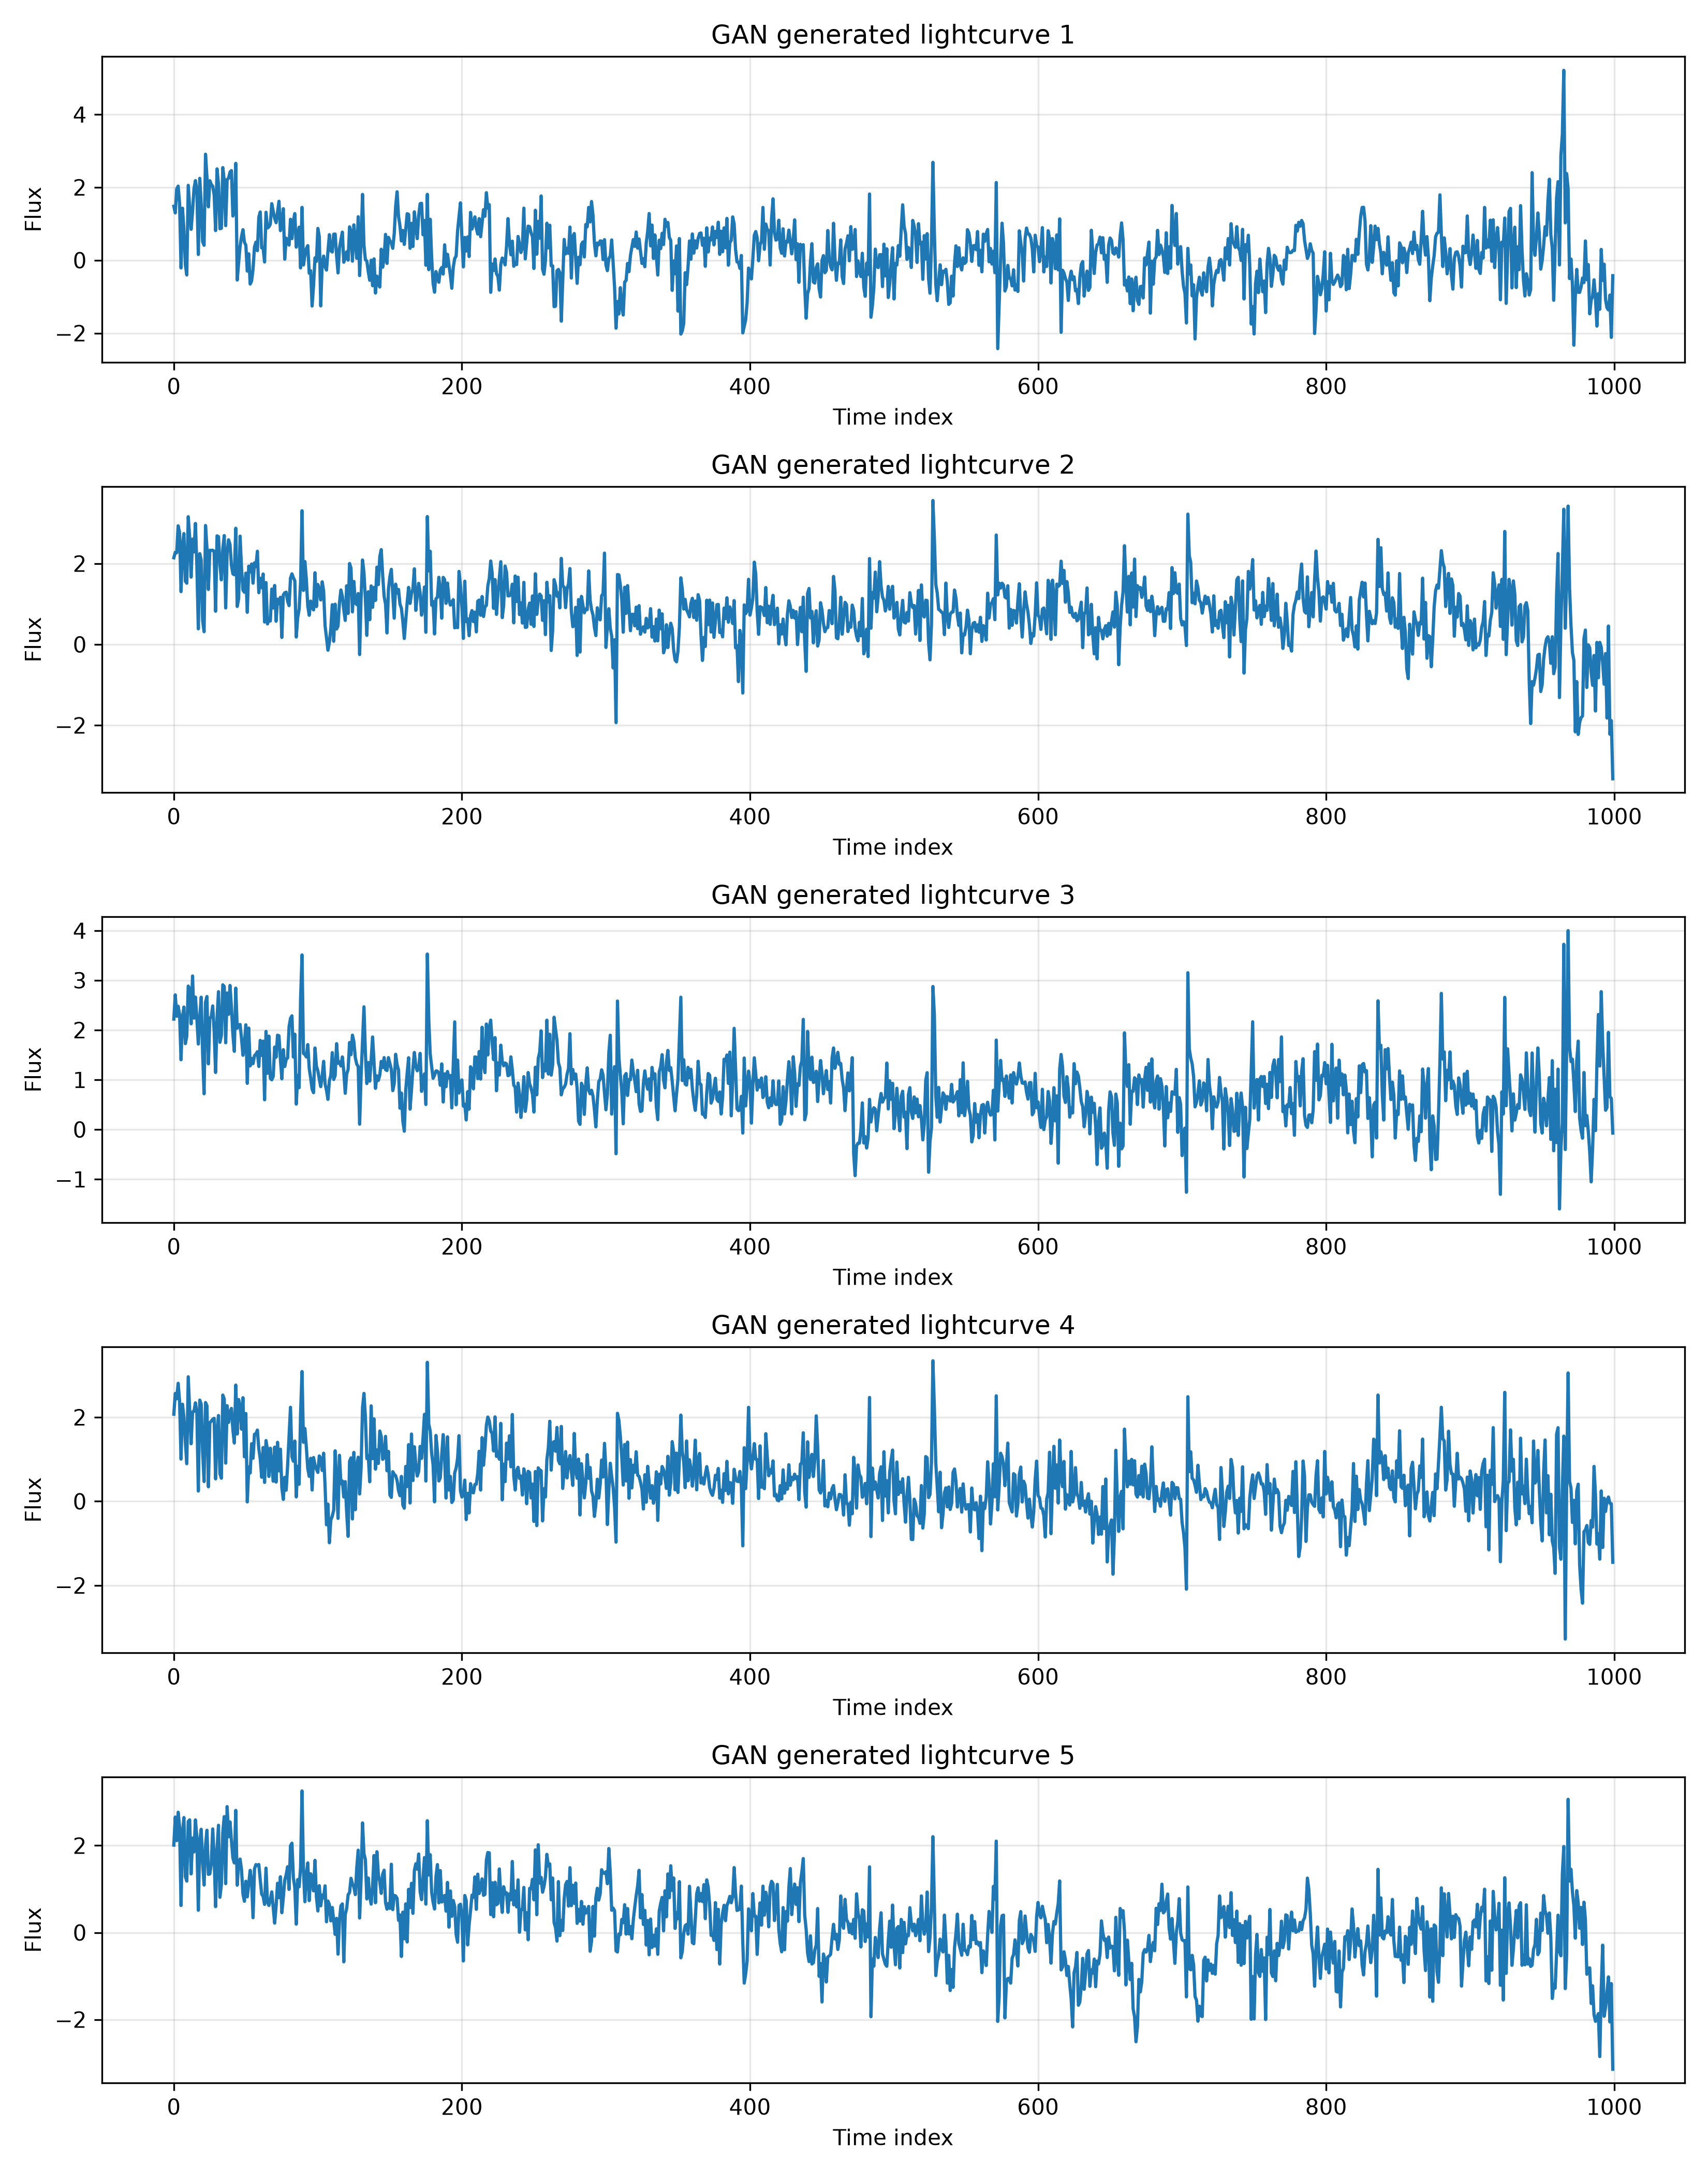 GAN generated lightcurve 1
4
2
0
−2
Flux
0 200 400 600 800 1000
Time index
GAN generated lightcurve 2
2
0
−2
Flux
0 200 400 600 800 1000
Time index
GAN generated lightcurve 3
4
3
2
1
0
−1
Flux
0 200 400 600 800 1000
Time index
GAN generated lightcurve 4
2
0
−2
Flux
0 200 400 600 800 1000
Time index
GAN generated lightcurve 5
2
0
−2
Flux
0 200 400 600 800 1000
Time index